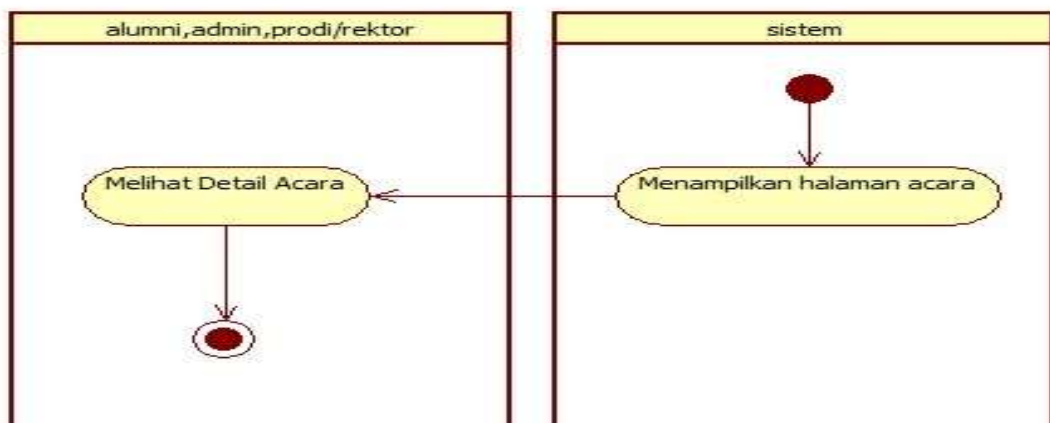 alumni,admin,prodi/rektor
sistem
Melihat Detail Acara
Menampilkan halaman acara